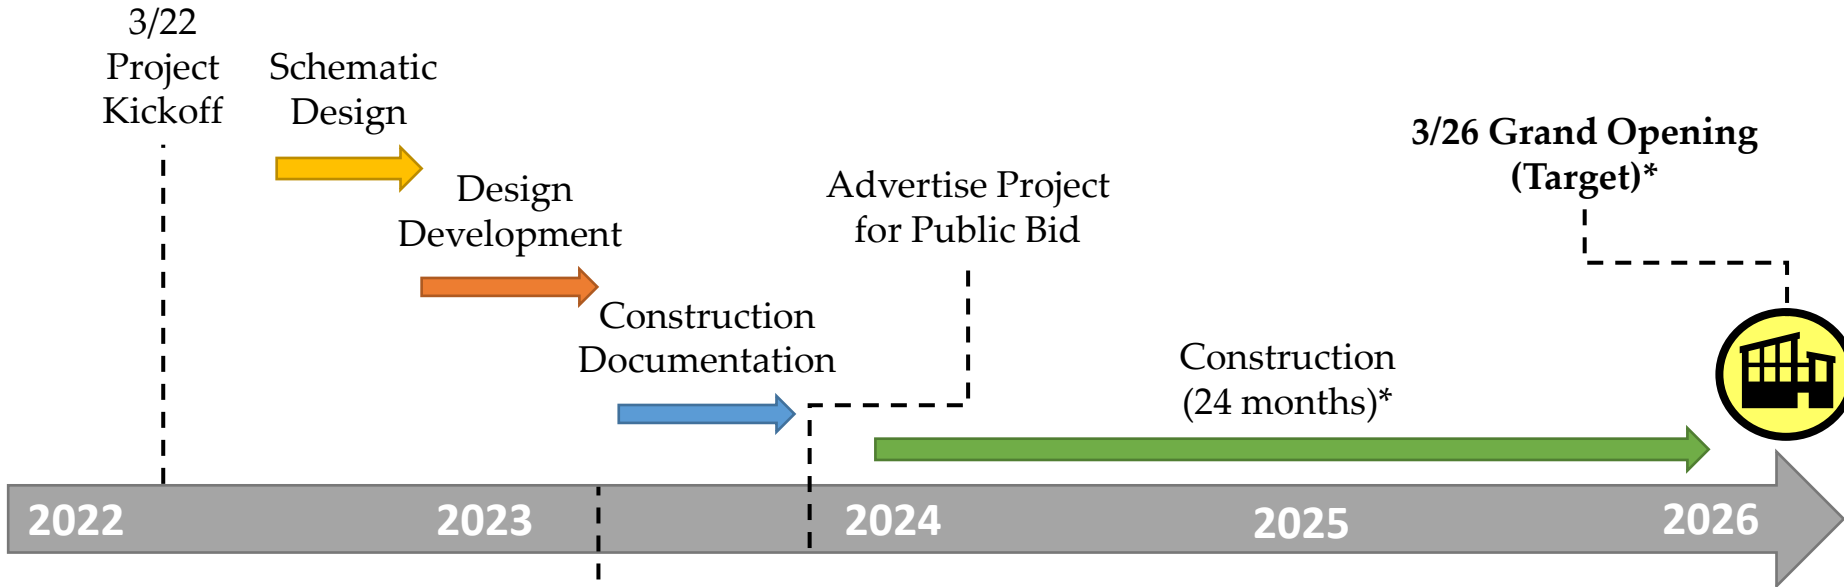 3/22
Project
Kickoff
Schematic
Design
Design
Development
Construction
Documentation
Advertise Project
for Public Bid
Construction
(24 months)*
3/26 Grand Opening
(Target)*
2022
2023
2024
2025
2026